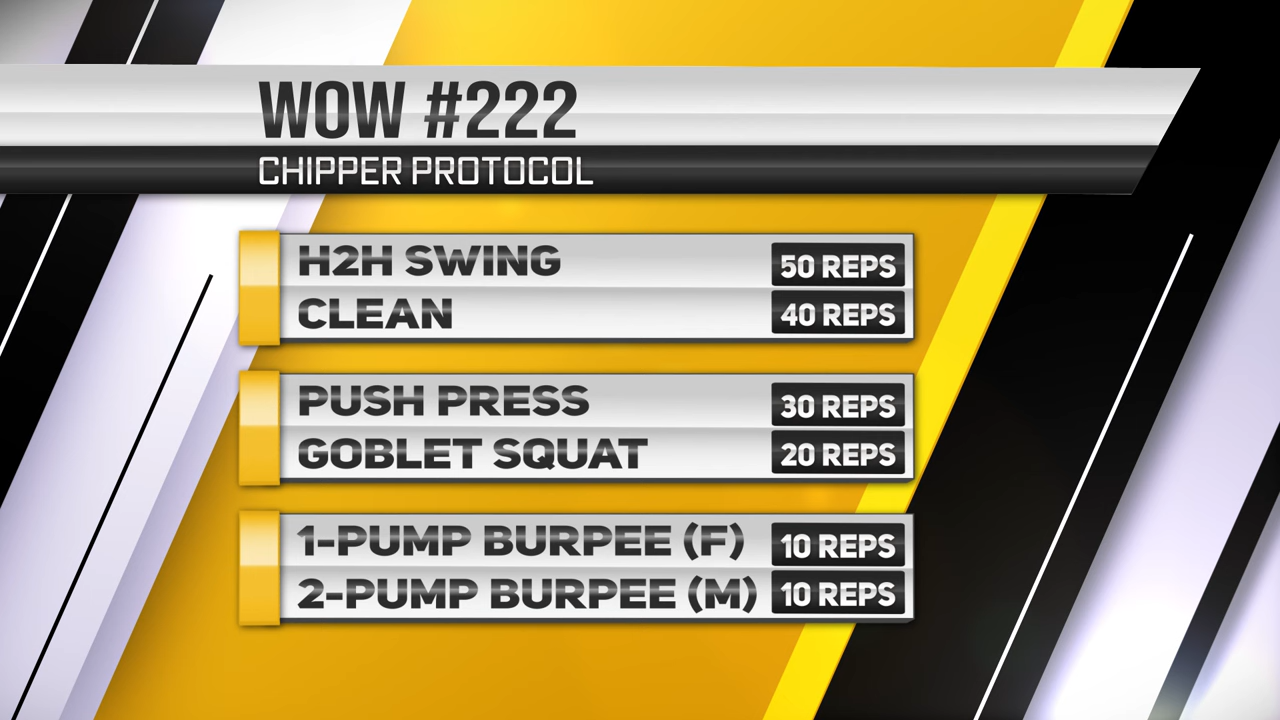 WOW #222
CHIPPER PROTOCOL
H2H SWING 50 REPS
CLEAN 40 REPS
PUSH PRESS 30 REPS
GOBLET SQUAT 20 REPS
1-PUMP BURPEE (F) 10 REPS
2-PUMP BURPEE (M) 10 REPS